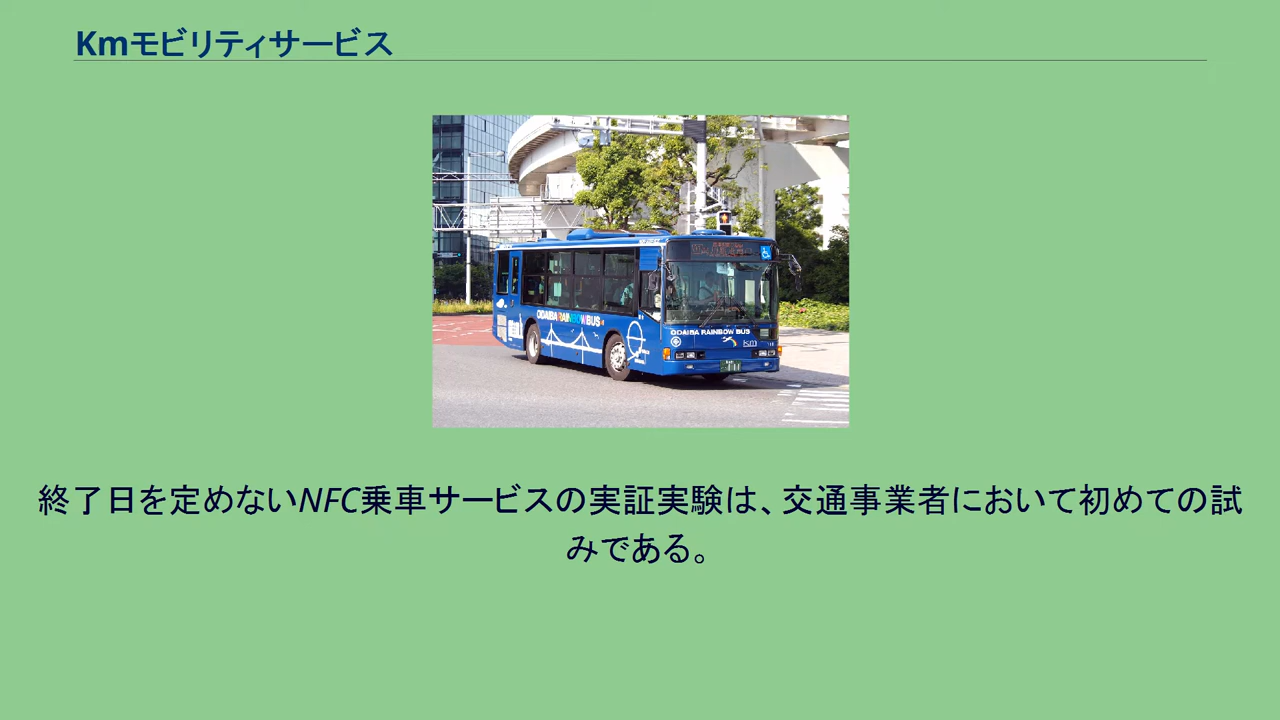 Kmモビリティサービス
ODAIBA RAINBOW BUS
ODAIBA RAINBOW BUS
km
終了日を定めないNFC乗車サービスの実証実験は、交通事業者において初めての試
みである。